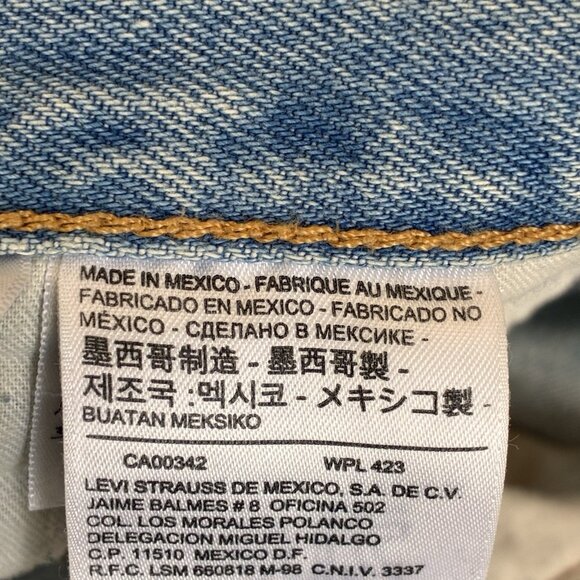 MADE IN MEXICO - FABRIQUE AU MEXIQUE -
FABRICADO EN MEXICO - FABRICADO NO
MÉXICO - СДЕЛАНО В МЕКСИКЕ -
墨西哥制造 - 墨西哥製 -
제조국 :멕시코 - メキシコ製 -
BUATAN MEKSIKO
CA00342 WPL 423
LEVI STRAUSS DE MEXICO, S.A. DE C.V.
JAIME BALMES # 8 OFICINA 502
COL. LOS MORALES POLANCO
DELEGACION MIGUEL HIDALGO
C.P. 11510 MEXICO D.F.
R.F.C. LSM 660818 M-98 C.N.I.V. 3337